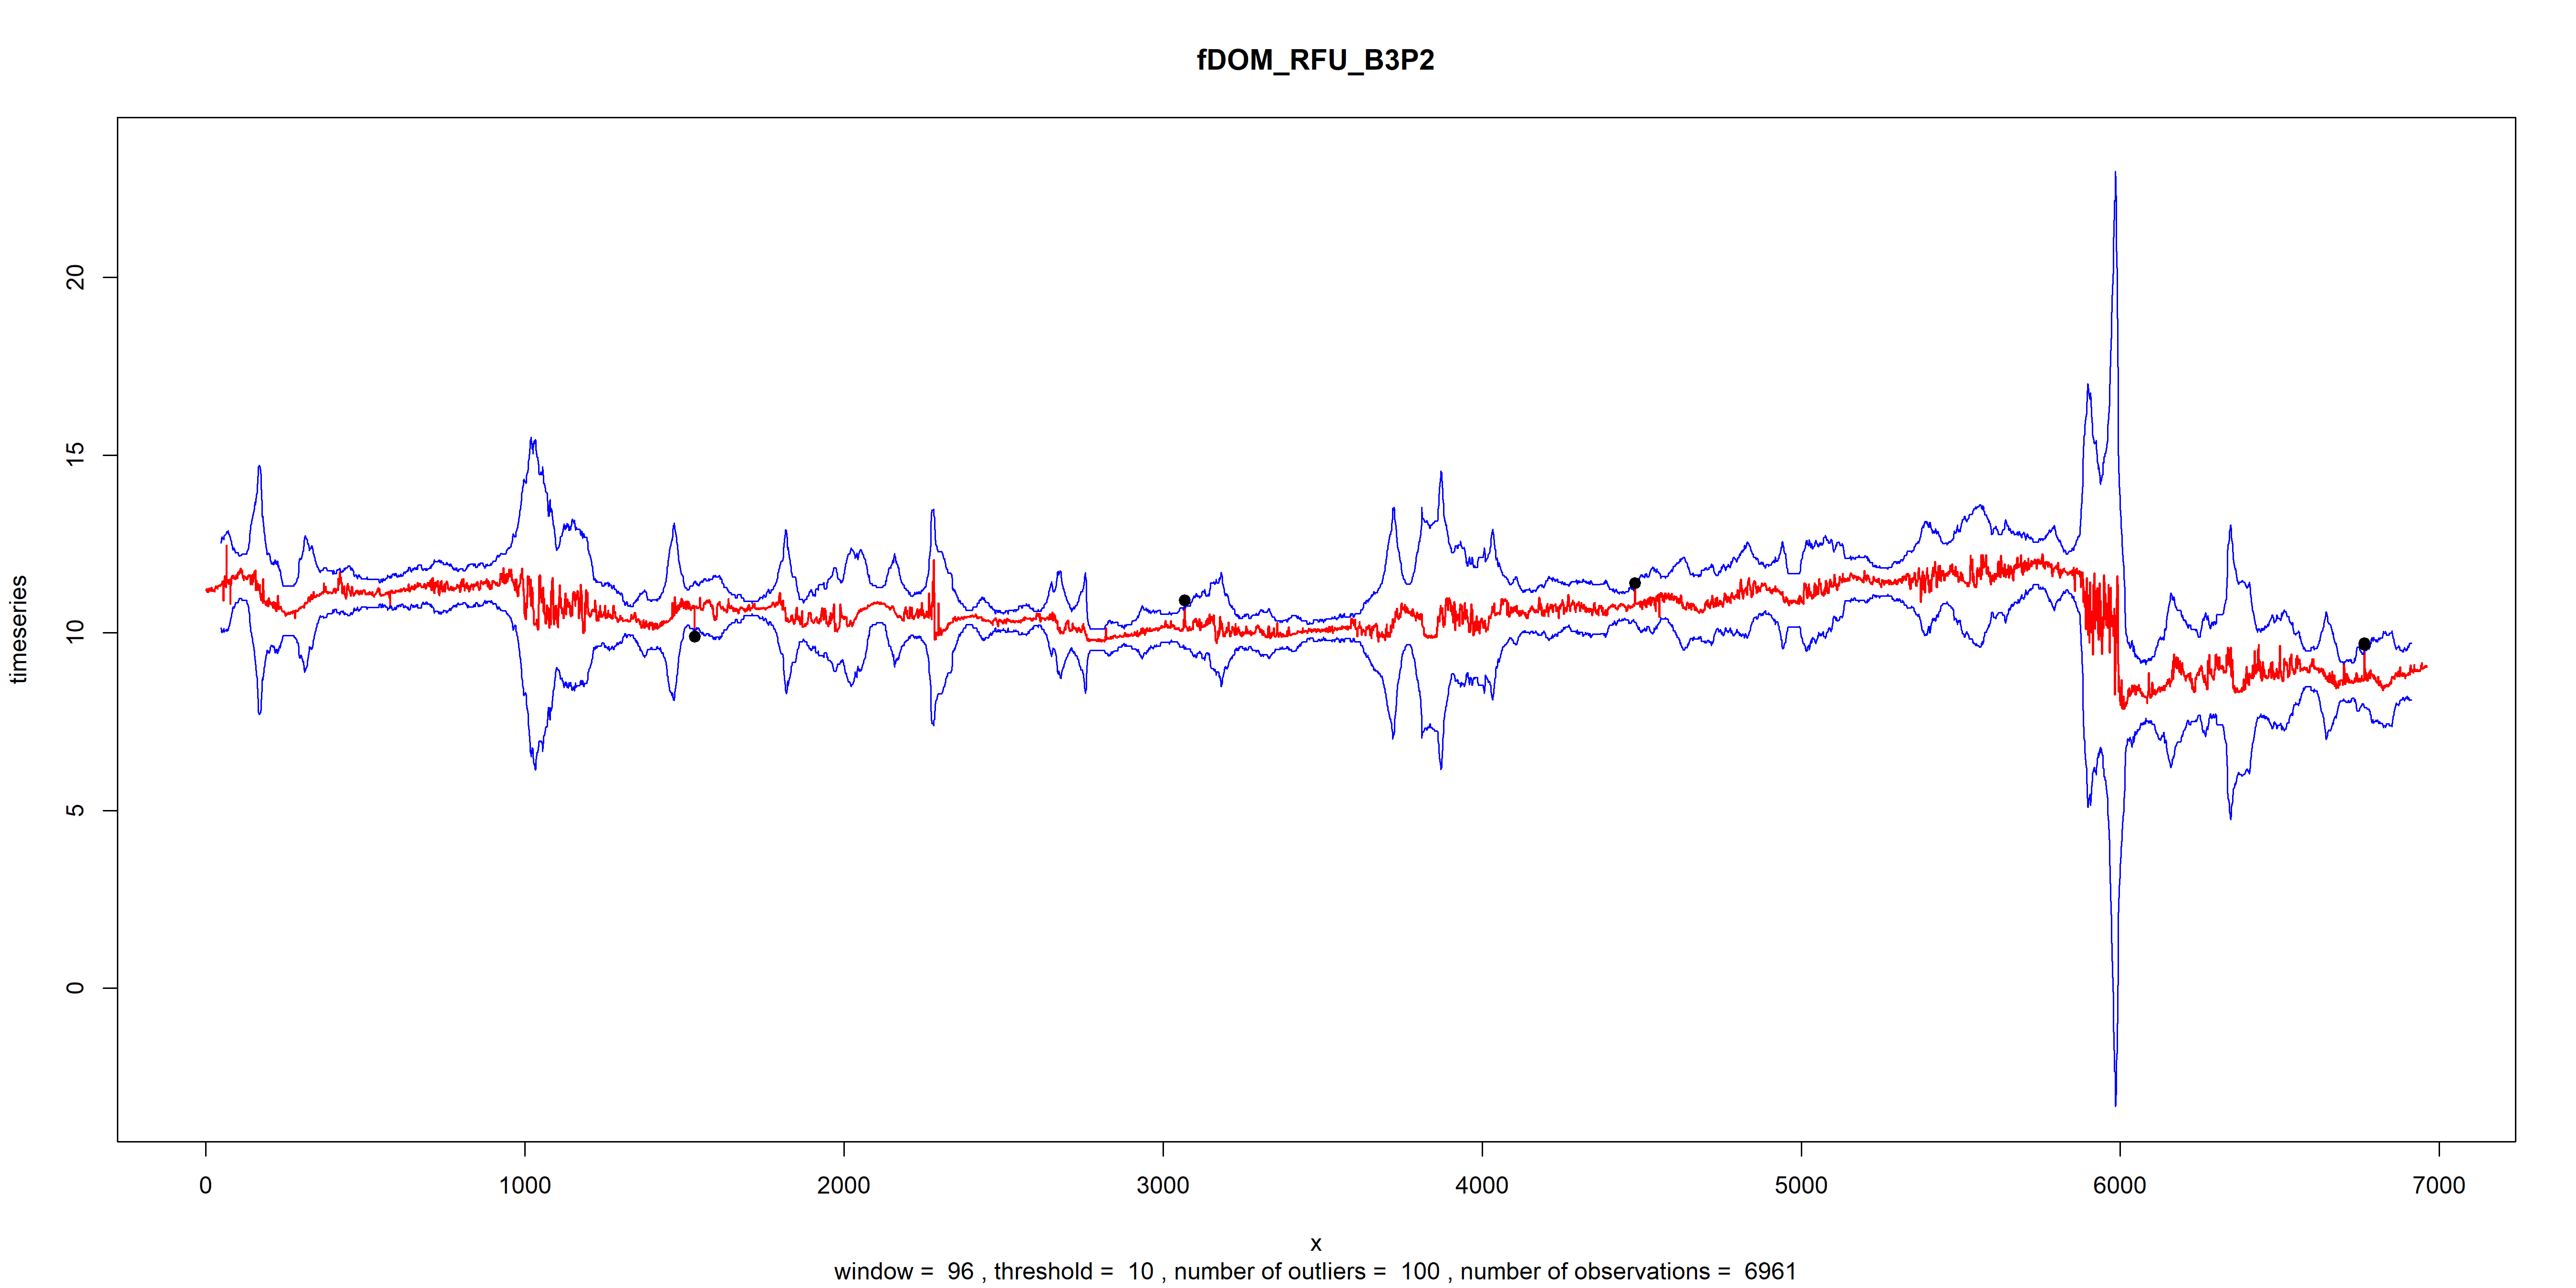 fDOM_RFU_B3P2
timeseries
20
15
10
5
0
0 1000 2000 3000 4000 5000 6000 7000
x
window =  96 , threshold =  10 , number of outliers =  100 , number of observations =  6961